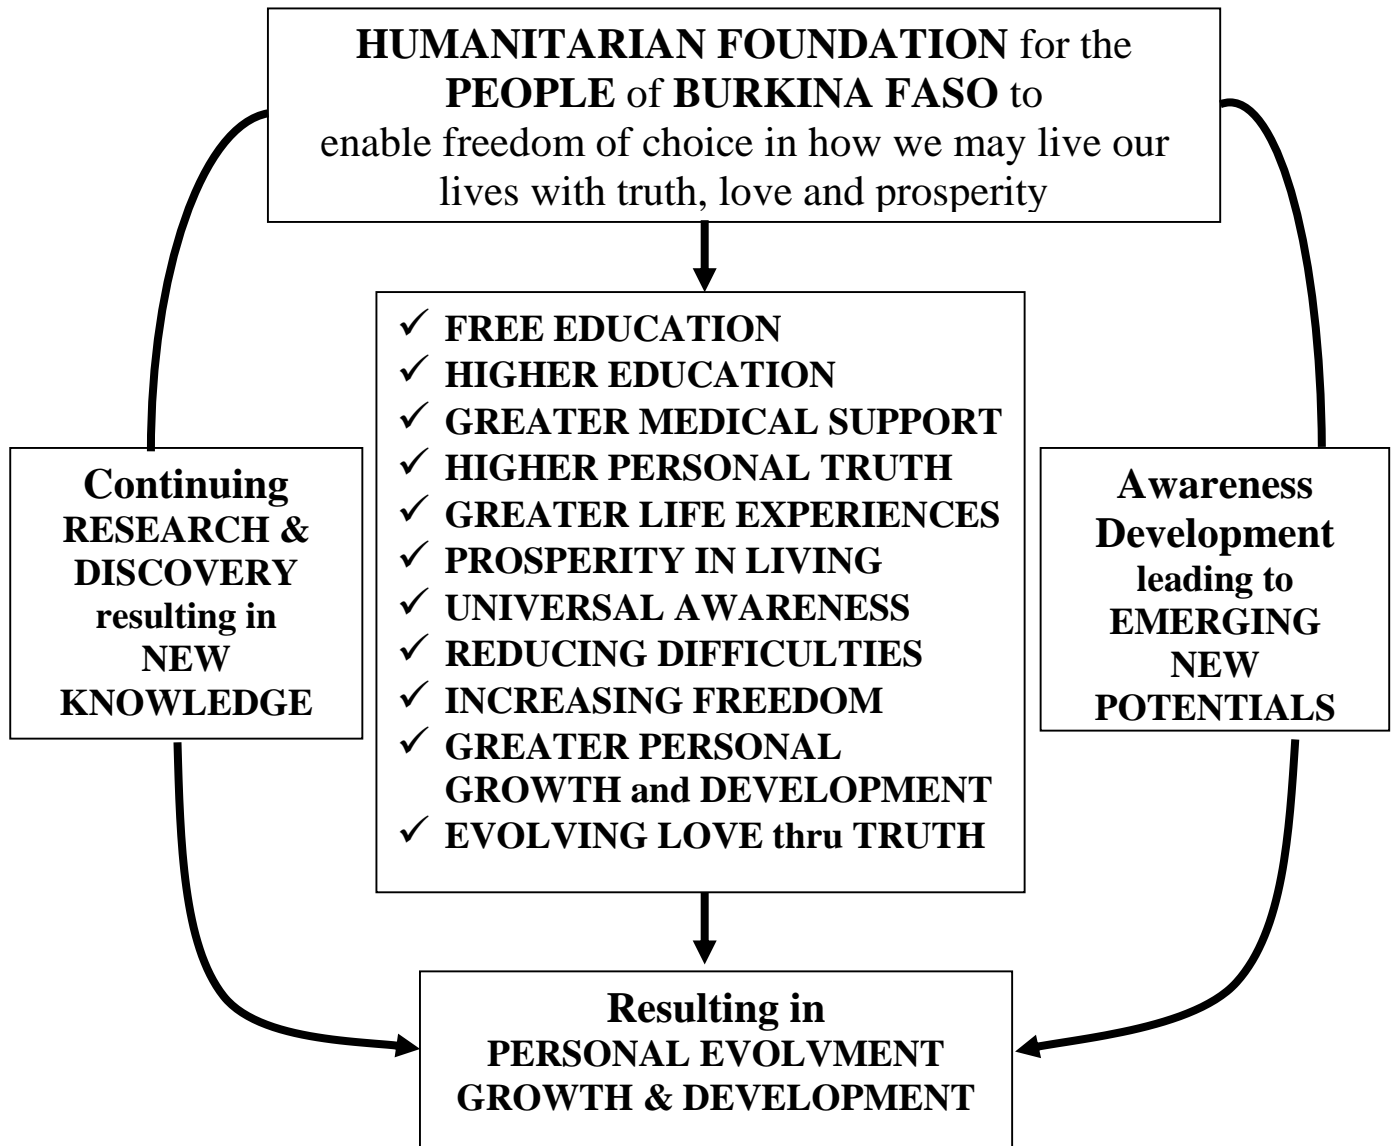 HUMANITARIAN FOUNDATION for the
PEOPLE of BURKINA FASO to
enable freedom of choice in how we may live our
lives with truth, love and prosperity
✓ FREE EDUCATION
✓ HIGHER EDUCATION
✓ GREATER MEDICAL SUPPORT
✓ HIGHER PERSONAL TRUTH
✓ GREATER LIFE EXPERIENCES
✓ PROSPERITY IN LIVING
✓ UNIVERSAL AWARENESS
✓ REDUCING DIFFICULTIES
✓ INCREASING FREEDOM
✓ GREATER PERSONAL
GROWTH and DEVELOPMENT
✓ EVOLVING LOVE thru TRUTH
Continuing
RESEARCH &
DISCOVERY
resulting in
NEW
KNOWLEDGE
Awareness
Development
leading to
EMERGING
NEW
POTENTIALS
Resulting in
PERSONAL EVOLVMENT
GROWTH & DEVELOPMENT